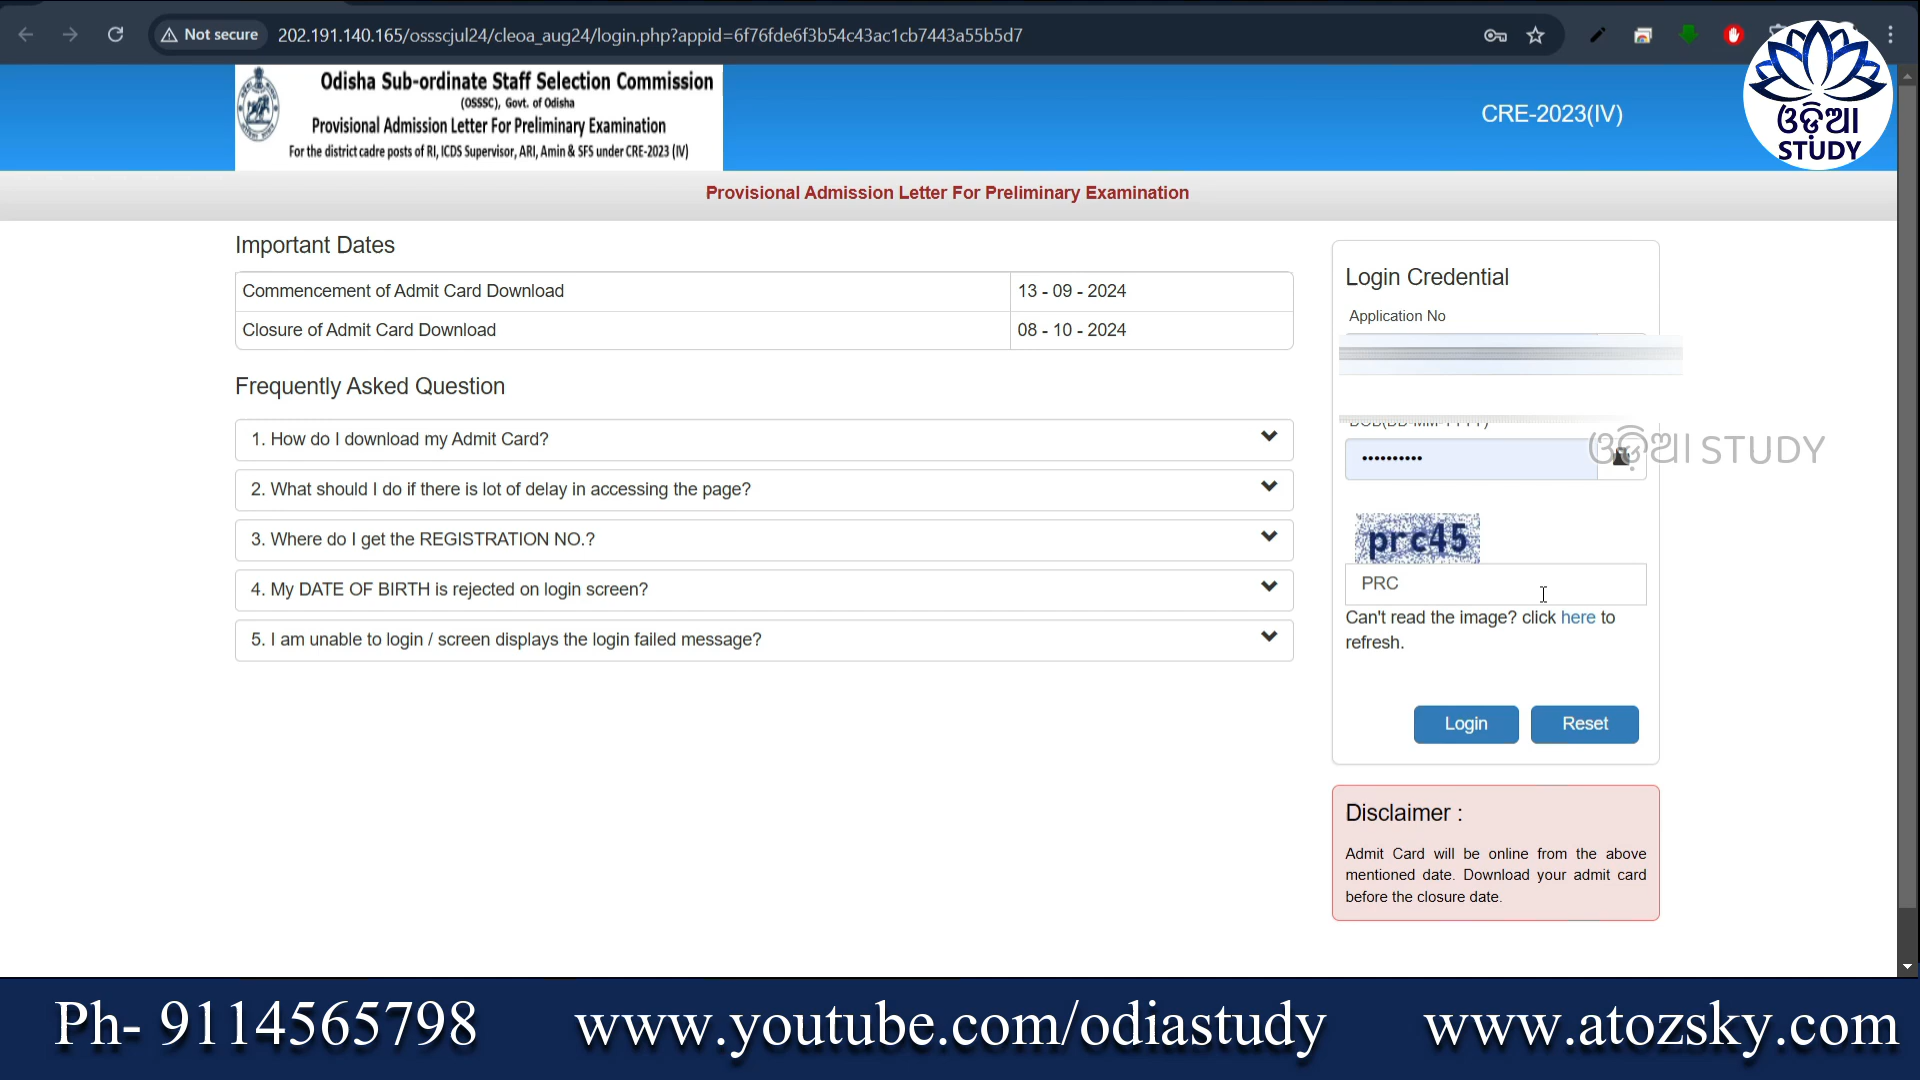 Not secure
202.191.140.165/ossscjul24/cleoa_aug24/login.php?appid=6f76fde6f3b54c43ac1cb7443a55b5d7
Odisha Sub-ordinate Staff Selection Commission
(OSSSC), Govt. of Odisha
Provisional Admission Letter For Preliminary Examination
For the district cadre posts of RI, ICDS Supervisor, ARI, Amin & SFS under CRE-2023 (IV)
CRE-2023(IV)
ଓଡ଼ିଆ
STUDY
Provisional Admission Letter For Preliminary Examination
Important Dates
Commencement of Admit Card Download 13 - 09 - 2024
Closure of Admit Card Download 08 - 10 - 2024
Frequently Asked Question
1. How do I download my Admit Card?
2. What should I do if there is lot of delay in accessing the page?
3. Where do I get the REGISTRATION NO.?
4. My DATE OF BIRTH is rejected on login screen?
5. I am unable to login / screen displays the login failed message?
Login Credential
Application No
••••••••••
ଓଡ଼ିଆ STUDY
prc45
PRC
Can't read the image? click here to
refresh.
Login Reset
Disclaimer :
Admit Card will be online from the above
mentioned date. Download your admit card
before the closure date.
Ph- 9114565798 www.youtube.com/odiastudy www.atozsky.com